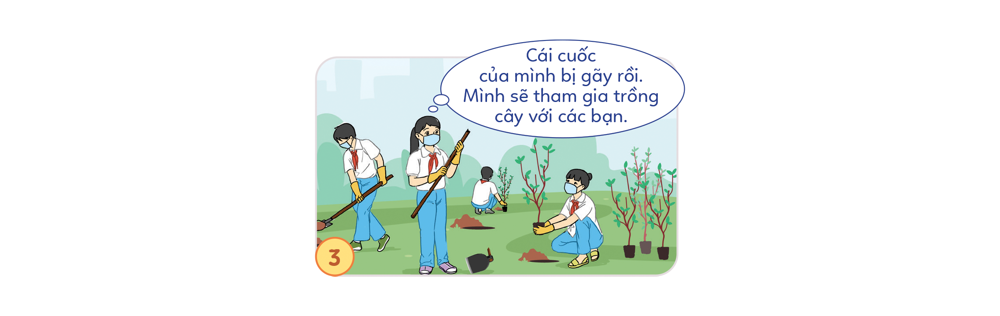 Cái cuốc
của mình bị gãy rồi.
Mình sẽ tham gia trồng
cây với các bạn.
3